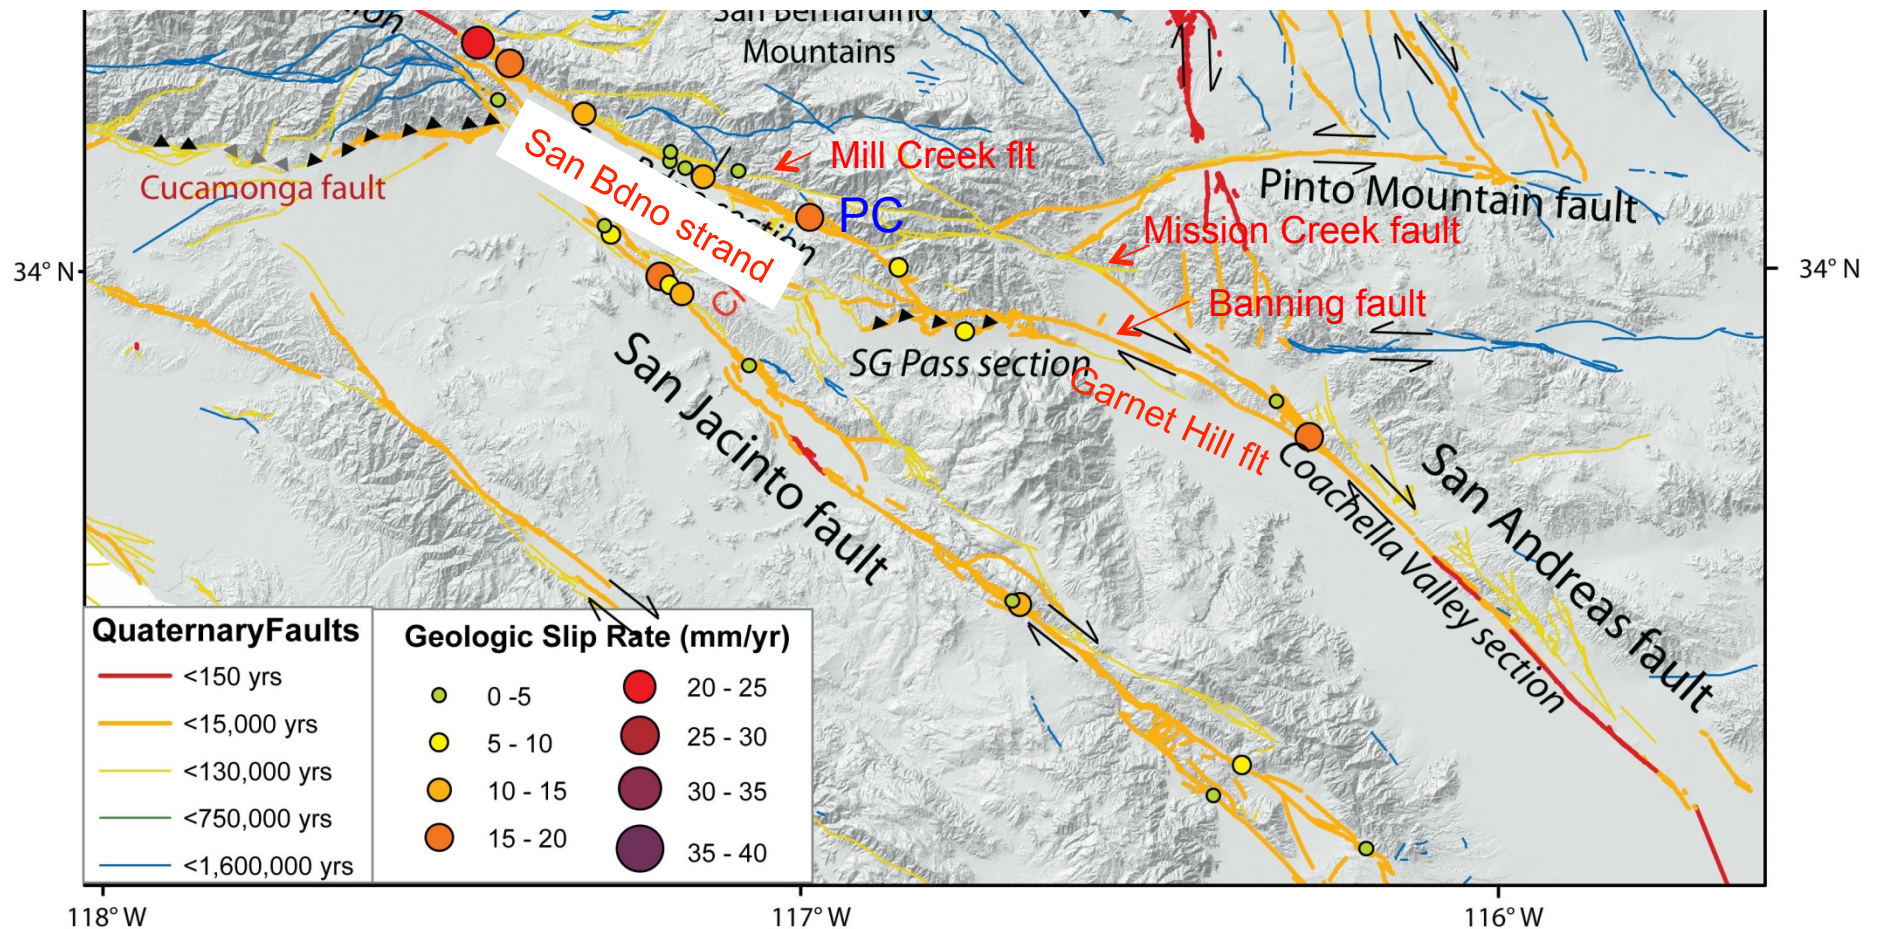 San Bernardino
Mountains
Mill Creek flt
San Bdno strand
Cucamonga fault
PC
section
Pinto Mountain fault
Mission Creek fault
34° N
34° N
Banning fault
SG Pass section
Garnet Hill flt
San Jacinto fault
Coachella Valley section
San Andreas fault
QuaternaryFaults
<150 yrs
<15,000 yrs
<130,000 yrs
<750,000 yrs
<1,600,000 yrs
Geologic Slip Rate (mm/yr)
0 -5
5 - 10
10 - 15
15 - 20
20 - 25
25 - 30
30 - 35
35 - 40
118° W
117° W
116° W